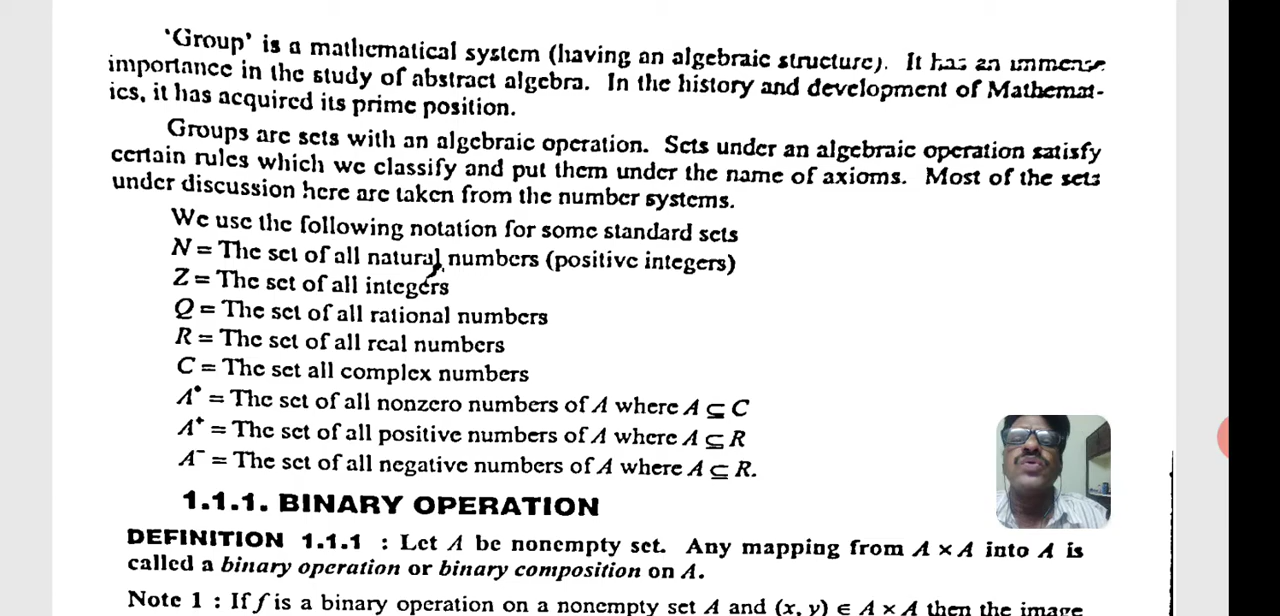 'Group' is a mathematical system (having an algebraic structure). It has an immense
importance in the study of abstract algebra. In the history and development of Mathemat-
ics, it has acquired its prime position.
Groups are sets with an algebraic operation. Sets under an algebraic operation satisfy
certain rules which we classify and put them under the name of axioms. Most of the sets
under discussion here are taken from the number systems.
We use the following notation for some standard sets
N = The set of all natural numbers (positive integers)
Z = The set of all integers
Q = The set of all rational numbers
R = The set of all real numbers
C = The set all complex numbers
A* = The set of all nonzero numbers of A where A ⊆ C
A⁺ = The set of all positive numbers of A where A ⊆ R
A⁻ = The set of all negative numbers of A where A ⊆ R.
1.1.1. BINARY OPERATION
DEFINITION 1.1.1 : Let A be nonempty set. Any mapping from A × A into A is
called a binary operation or binary composition on A.
Note 1 : If f is a binary operation on a nonempty set A and (x, y) ∈ A × A then the image